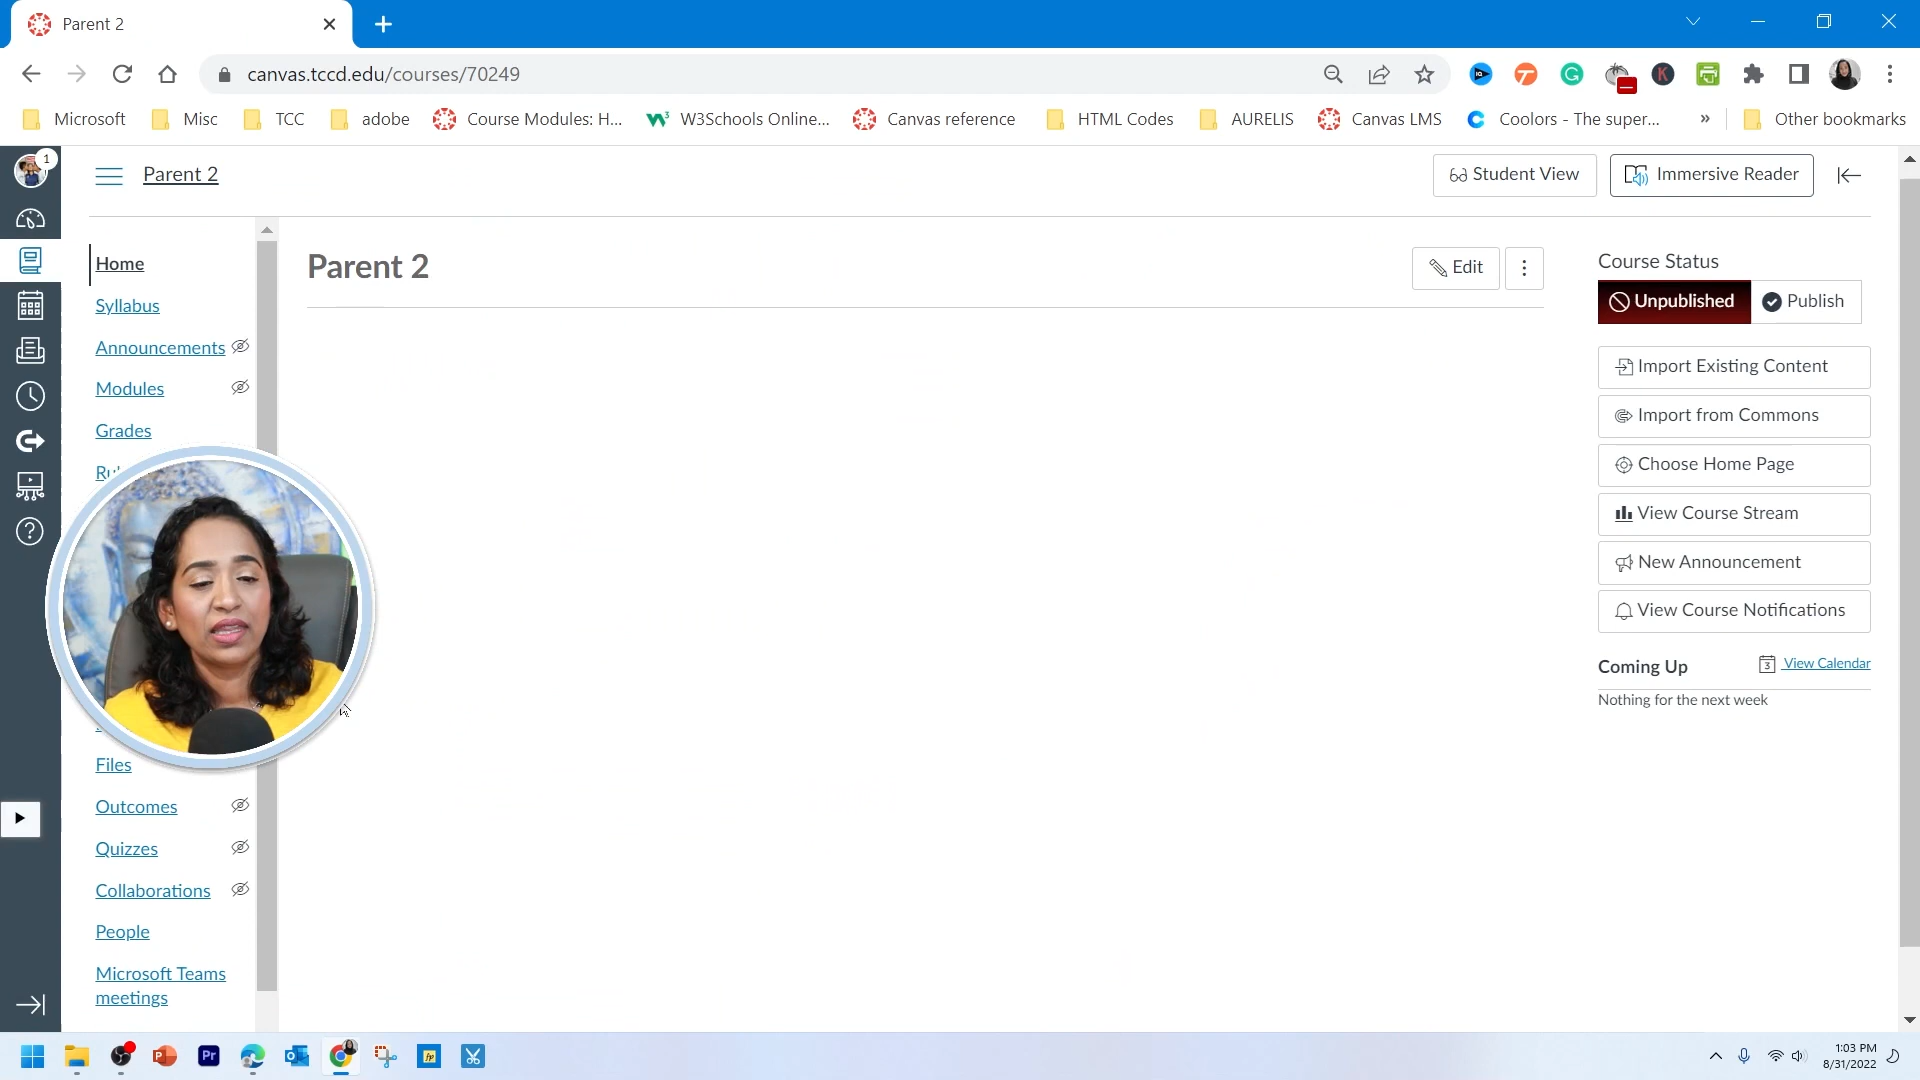 Parent 2
canvas.tccd.edu/courses/70249
Microsoft Misc TCC adobe Course Modules: H... W3Schools Online... Canvas reference HTML Codes AURELIS Canvas LMS Coolors - The super... » Other bookmarks
1
Parent 2
Student View
Immersive Reader
Home
Syllabus
Announcements
Modules
Grades
Files
Outcomes
Quizzes
Collaborations
People
Microsoft Teams
meetings
Parent 2
Edit
Course Status
Unpublished
Publish
Import Existing Content
Import from Commons
Choose Home Page
View Course Stream
New Announcement
View Course Notifications
Coming Up
3 View Calendar
Nothing for the next week
1:03 PM
8/31/2022